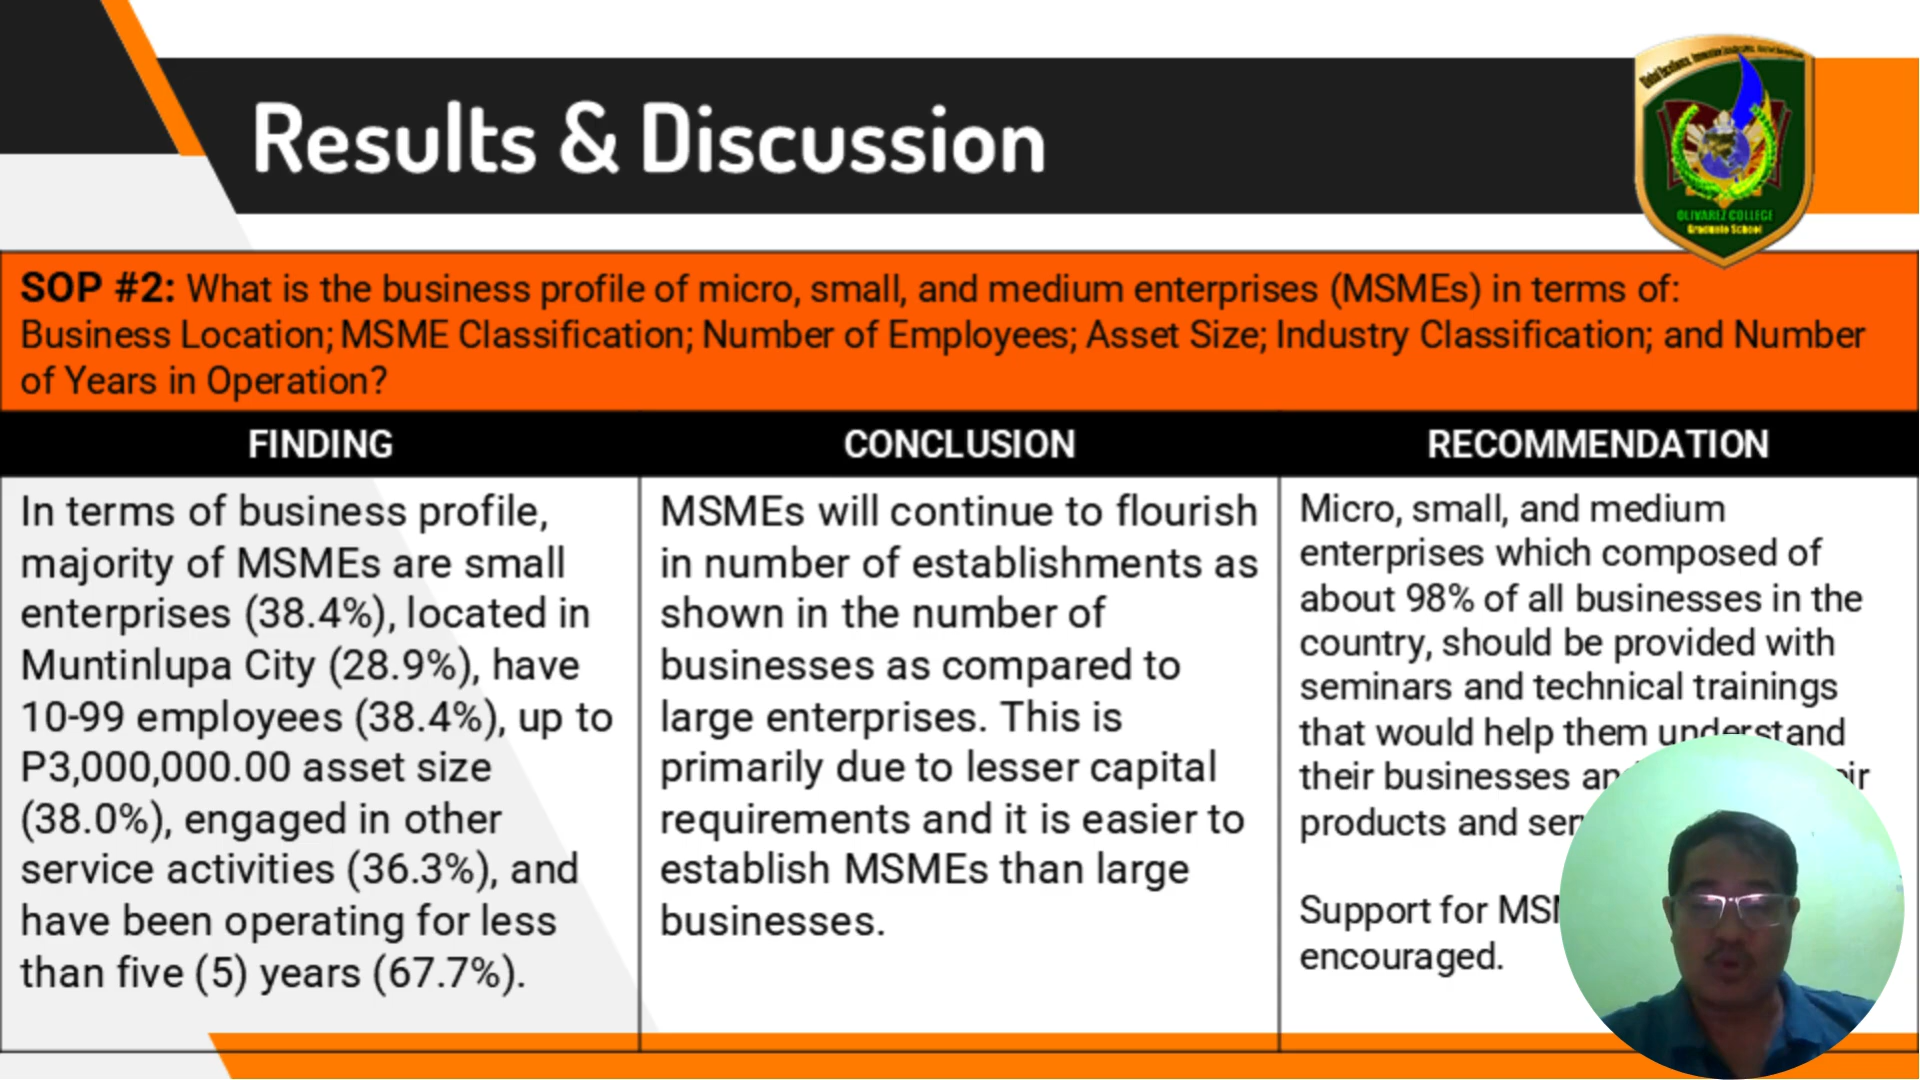 Results & Discussion
OLIVAREZ COLLEGE
Graduate School
SOP #2: What is the business profile of micro, small, and medium enterprises (MSMEs) in terms of:
Business Location; MSME Classification; Number of Employees; Asset Size; Industry Classification; and Number
of Years in Operation?
FINDING
In terms of business profile,
majority of MSMEs are small
enterprises (38.4%), located in
Muntinlupa City (28.9%), have
10-99 employees (38.4%), up to
P3,000,000.00 asset size
(38.0%), engaged in other
service activities (36.3%), and
have been operating for less
than five (5) years (67.7%).
CONCLUSION
MSMEs will continue to flourish
in number of establishments as
shown in the number of
businesses as compared to
large enterprises. This is
primarily due to lesser capital
requirements and it is easier to
establish MSMEs than large
businesses.
RECOMMENDATION
Micro, small, and medium
enterprises which composed of
about 98% of all businesses in the
country, should be provided with
seminars and technical trainings
that would help them understand
their businesses
products and
Support for
encouraged.